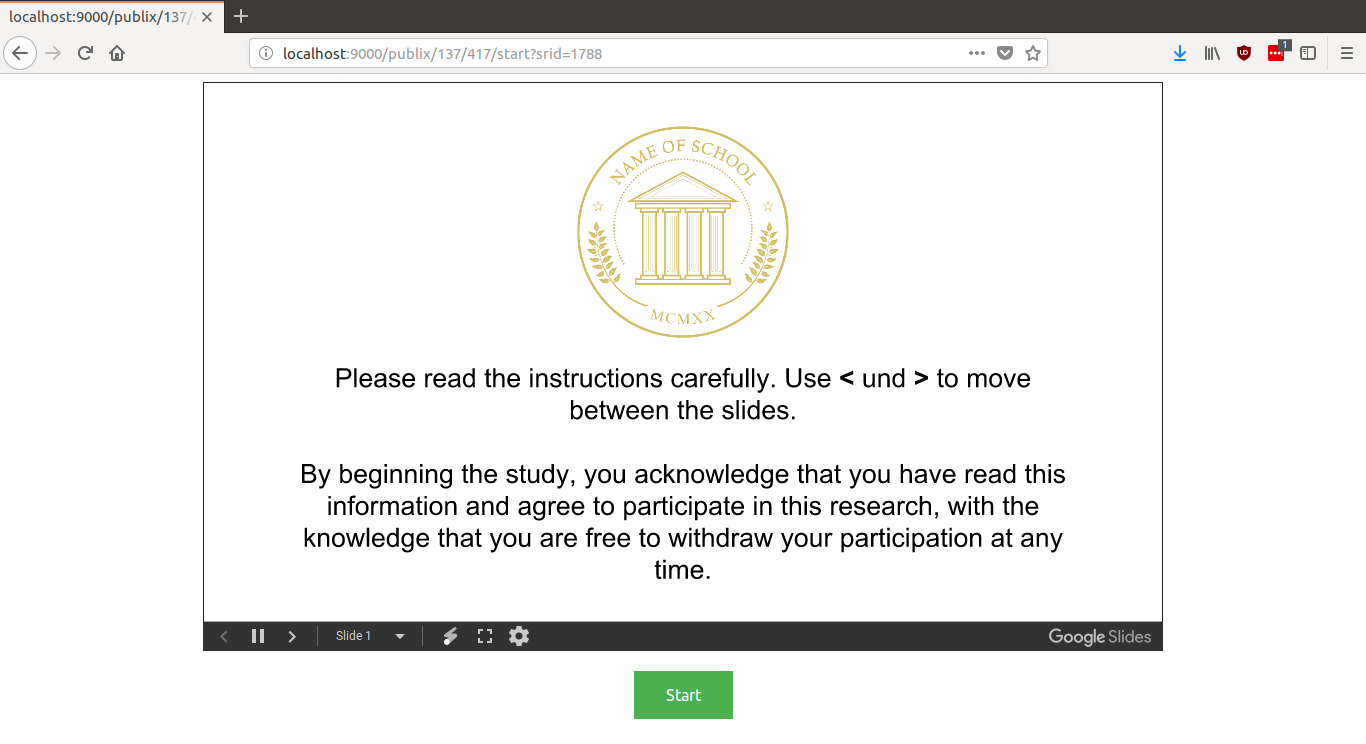 localhost:9000/publix/137/
localhost:9000/publix/137/417/start?srid=1788
1
NAME OF SCHOOL
MCMXX
Please read the instructions carefully. Use < und > to move
between the slides.
By beginning the study, you acknowledge that you have read this
information and agree to participate in this research, with the
knowledge that you are free to withdraw your participation at any
time.
Slide 1
Google Slides
Start